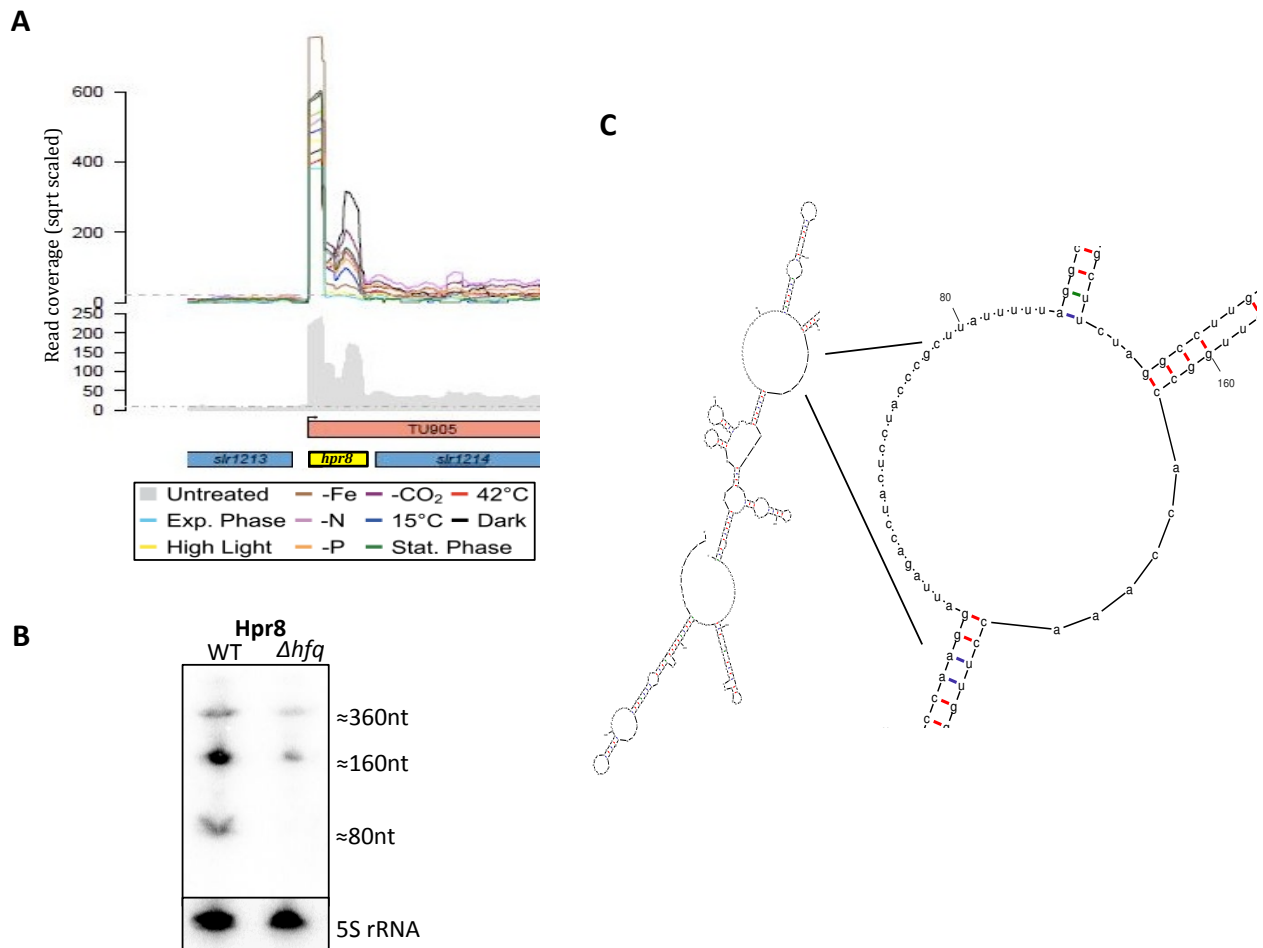 A
Read coverage (sqrt scaled)
600
400
200
0
250
200
150
100
50
0
TU905
slr1213
hpr8
slr1214
Untreated
-Fe
-CO₂
42°C
Exp. Phase
-N
15°C
Dark
High Light
-P
Stat. Phase
B
Hpr8
WT
Δhfq
≈360nt
≈160nt
≈80nt
5S rRNA
C
80
160